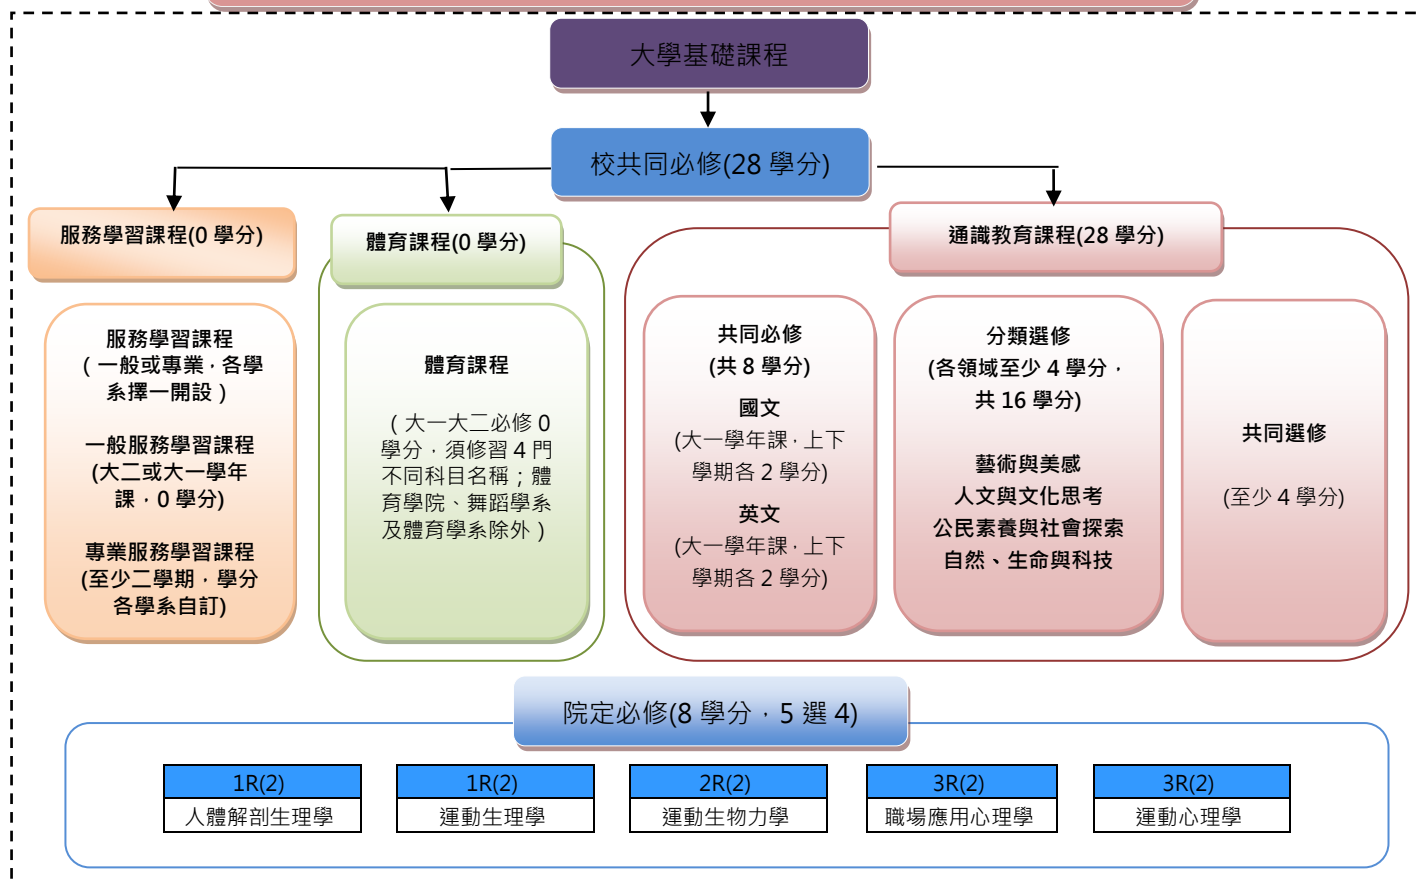 大學基礎課程
校共同必修(28 學分)
服務學習課程(0 學分)
體育課程(0 學分)
通識教育課程(28 學分)
服務學習課程
（一般或專業，各學
系擇一開設）
一般服務學習課程
(大二或大一學年
課，0 學分)
專業服務學習課程
(至少二學期，學分
各學系自訂)
體育課程
（大一大二必修 0
學分，須修習 4 門
不同科目名稱；體
育學院、舞蹈學系
及體育學系除外）
共同必修
(共 8 學分)
國文
(大一學年課，上下
學期各 2 學分)
英文
(大一學年課，上下
學期各 2 學分)
分類選修
(各領域至少 4 學分，
共 16 學分)
藝術與美感
人文與文化思考
公民素養與社會探索
自然、生命與科技
共同選修
(至少 4 學分)
院定必修(8 學分，5 選 4)
1R(2)
人體解剖生理學
1R(2)
運動生理學
2R(2)
運動生物力學
3R(2)
職場應用心理學
3R(2)
運動心理學